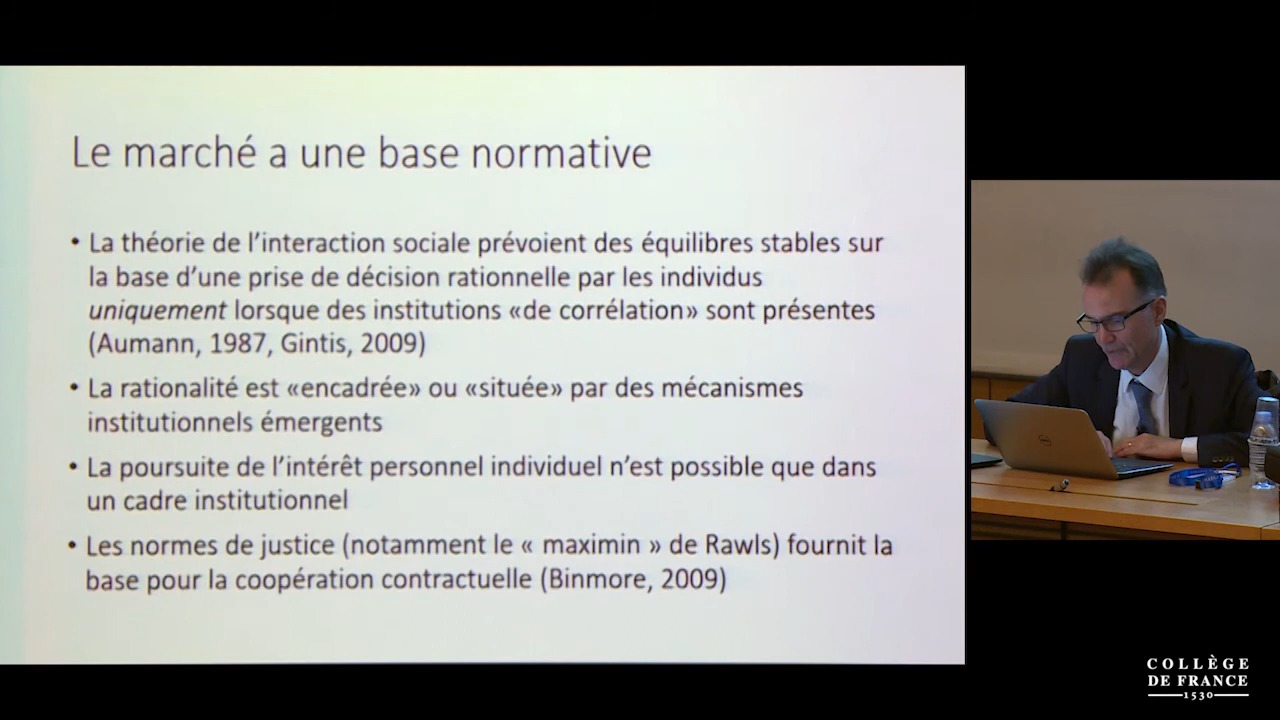 Le marché a une base normative
• La théorie de l’interaction sociale prévoient des équilibres stables sur
la base d’une prise de décision rationnelle par les individus
uniquement lorsque des institutions «de corrélation» sont présentes
(Aumann, 1987, Gintis, 2009)
• La rationalité est «encadrée» ou «située» par des mécanismes
institutionnels émergents
• La poursuite de l’intérêt personnel individuel n’est possible que dans
un cadre institutionnel
• Les normes de justice (notamment le « maximin » de Rawls) fournit la
base pour la coopération contractuelle (Binmore, 2009)
COLLÈGE
DE FRANCE
1530